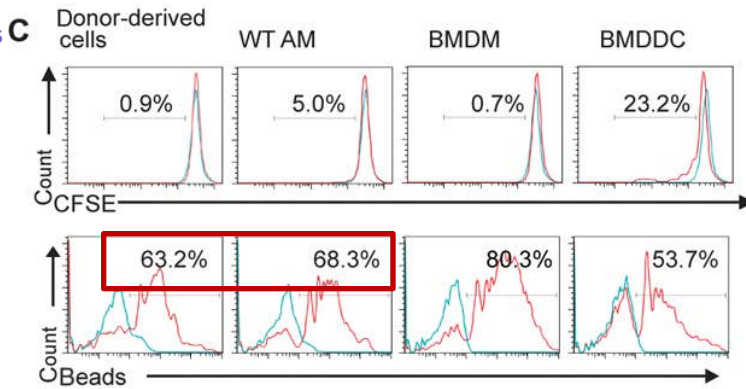 s C Donor-derived cells WT AM BMDM BMDDC
0.9% 5.0% 0.7% 23.2%
Count
CFSE
63.2% 68.3% 80.3% 53.7%
Count
Beads